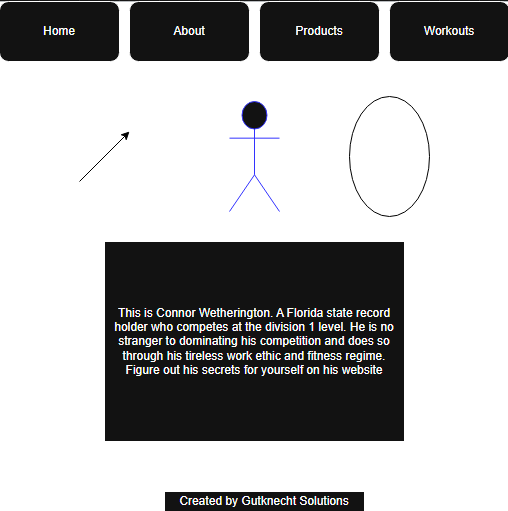 Home
About
Products
Workouts
This is Connor Wetherington. A Florida state record
holder who competes at the division 1 level. He is no
stranger to dominating his competition and does so
through his tireless work ethic and fitness regime.
Figure out his secrets for yourself on his website
Created by Gutknecht Solutions